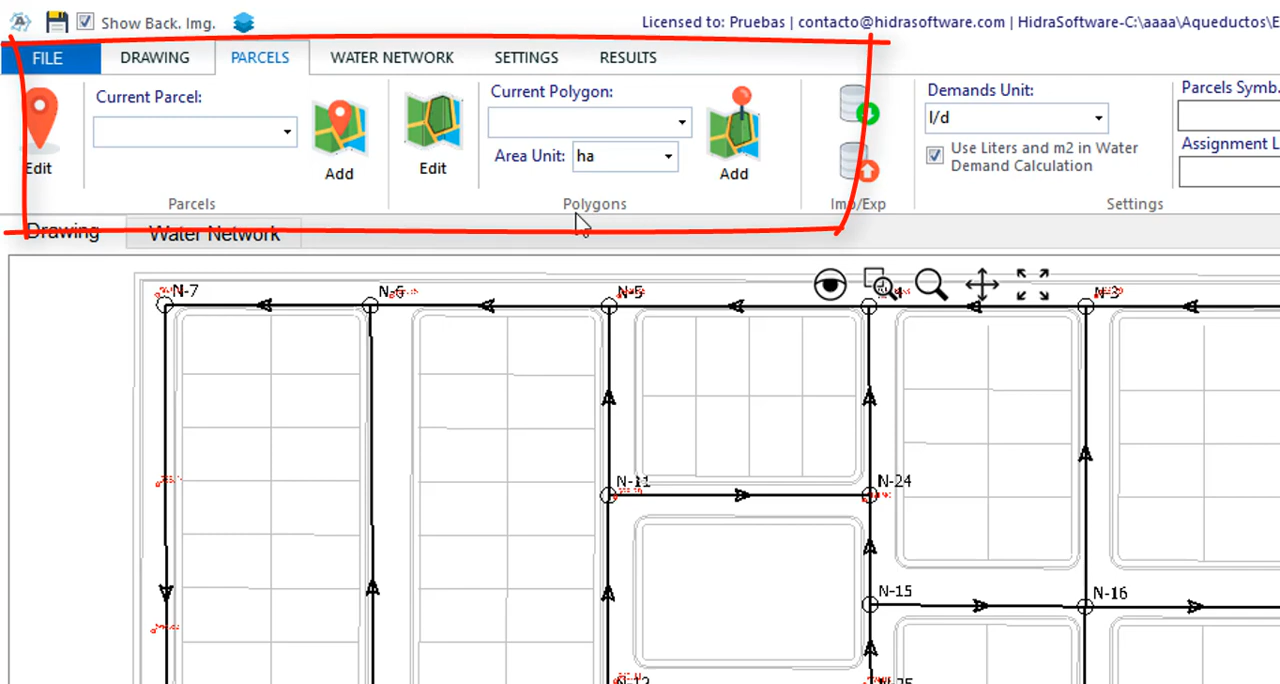 Show Back. Img.
Licensed to: Pruebas | contacto@hidrasoftware.com | HidraSoftware-C:\aaaa\Aqueductos\E
FILE DRAWING PARCELS WATER NETWORK SETTINGS RESULTS
Current Parcel:
Current Polygon:
Demands Unit:
Parcels Symb.
l/d
Area Unit: ha
Use Liters and m2 in Water
Demand Calculation
Assignment L
Edit
Add
Edit
Add
Parcels
Polygons
Imp/Exp
Settings
Drawing
Water Network
N-7
N-6
N-5
N-3
N-11
N-24
N-15
N-16